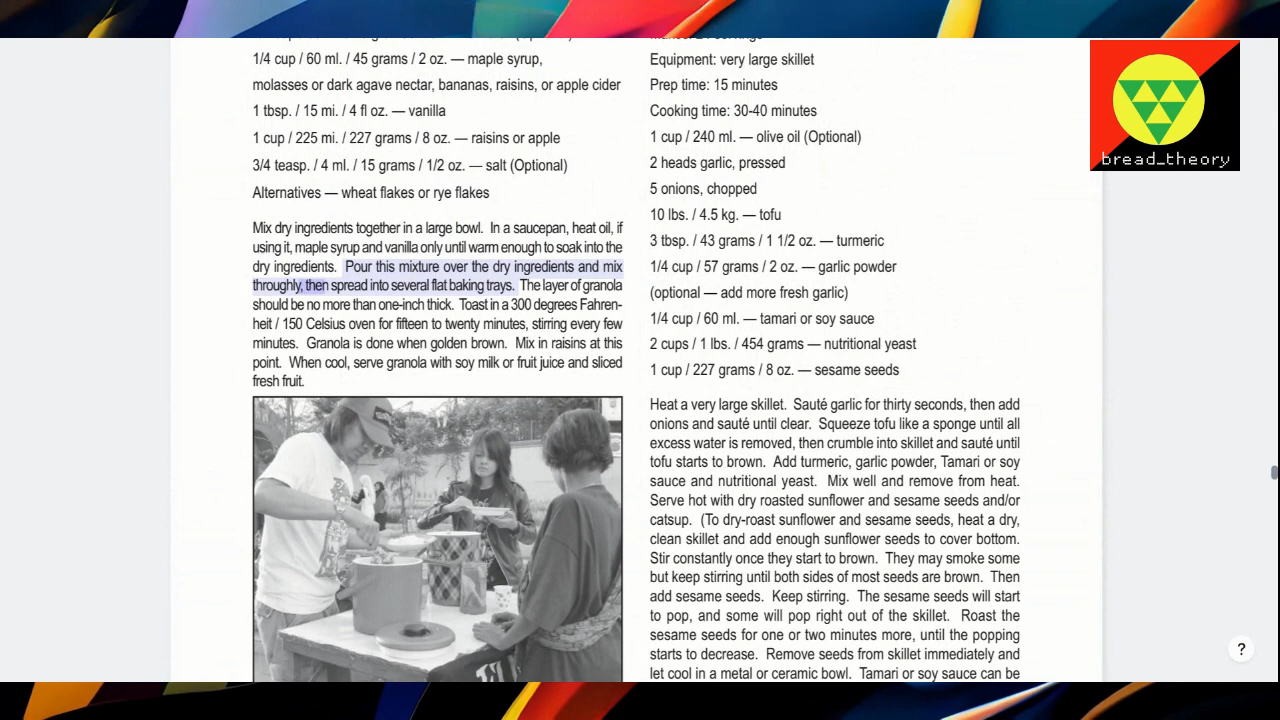 1/4 cup / 60 ml. / 45 grams / 2 oz. — maple syrup,
molasses or dark agave nectar, bananas, raisins, or apple cider
1 tbsp. / 15 mi. / 4 fl oz. — vanilla
1 cup / 225 mi. / 227 grams / 8 oz. — raisins or apple
3/4 teasp. / 4 ml. / 15 grams / 1/2 oz. — salt (Optional)
Alternatives — wheat flakes or rye flakes
Mix dry ingredients together in a large bowl. In a saucepan, heat oil, if
using it, maple syrup and vanilla only until warm enough to soak into the
dry ingredients. Pour this mixture over the dry ingredients and mix
throughly, then spread into several flat baking trays. The layer of granola
should be no more than one-inch thick. Toast in a 300 degrees Fahren-
heit / 150 Celsius oven for fifteen to twenty minutes, stirring every few
minutes. Granola is done when golden brown. Mix in raisins at this
point. When cool, serve granola with soy milk or fruit juice and sliced
fresh fruit.
Equipment: very large skillet
Prep time: 15 minutes
Cooking time: 30-40 minutes
1 cup / 240 ml. — olive oil (Optional)
2 heads garlic, pressed
5 onions, chopped
10 lbs. / 4.5 kg. — tofu
3 tbsp. / 43 grams / 1 1/2 oz. — turmeric
1/4 cup / 57 grams / 2 oz. — garlic powder
(optional — add more fresh garlic)
1/4 cup / 60 ml. — tamari or soy sauce
2 cups / 1 lbs. / 454 grams — nutritional yeast
1 cup / 227 grams / 8 oz. — sesame seeds
Heat a very large skillet. Sauté garlic for thirty seconds, then add
onions and sauté until clear. Squeeze tofu like a sponge until all
excess water is removed, then crumble into skillet and sauté until
tofu starts to brown. Add turmeric, garlic powder, Tamari or soy
sauce and nutritional yeast. Mix well and remove from heat.
Serve hot with dry roasted sunflower and sesame seeds and/or
catsup. (To dry-roast sunflower and sesame seeds, heat a dry,
clean skillet and add enough sunflower seeds to cover bottom.
Stir constantly once they start to brown. They may smoke some
but keep stirring until both sides of most seeds are brown. Then
add sesame seeds. Keep stirring. The sesame seeds will start
to pop, and some will pop right out of the skillet. Roast the
sesame seeds for one or two minutes more, until the popping
starts to decrease. Remove seeds from skillet immediately and
let cool in a metal or ceramic bowl. Tamari or soy sauce can be
bread_theory
?